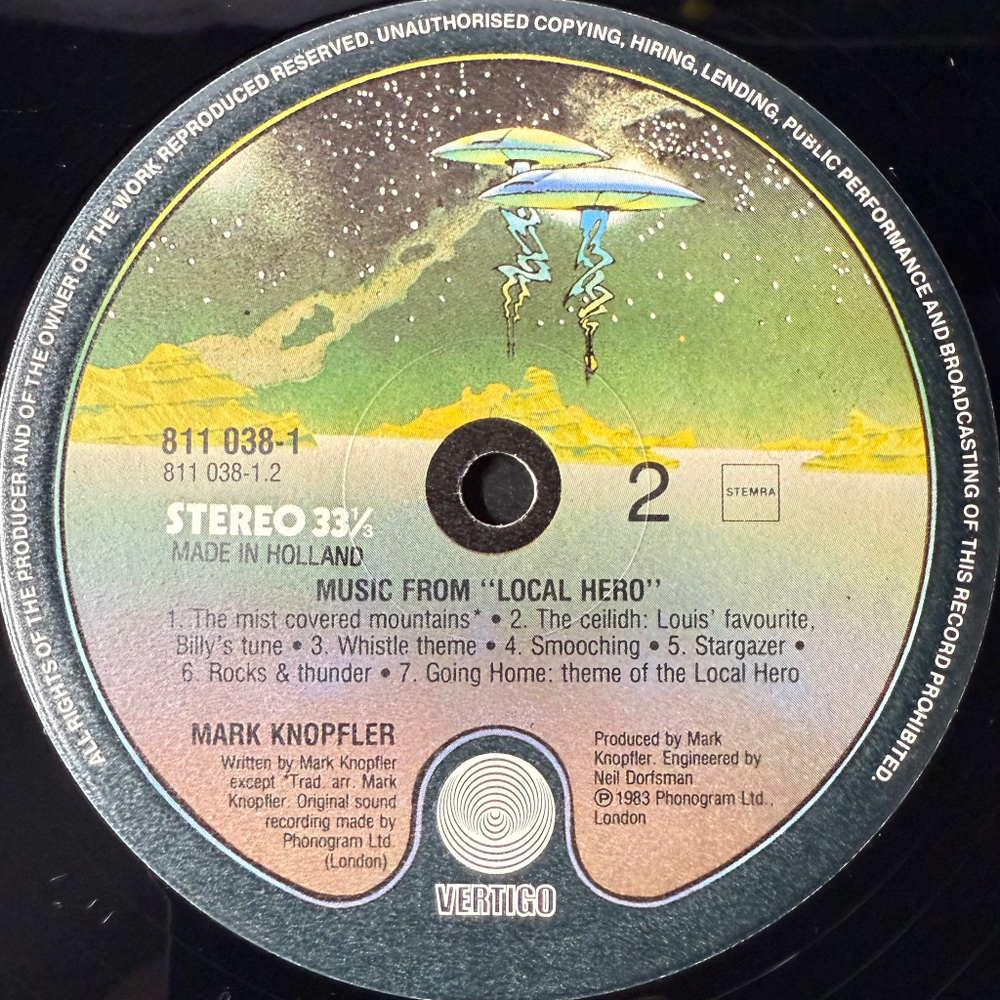 ALL RIGHTS OF THE PRODUCER AND OF THE OWNER OF THE WORK REPRODUCED RESERVED. UNAUTHORISED COPYING, HIRING, LENDING, PUBLIC PERFORMANCE AND BROADCASTING OF THIS RECORD PROHIBITED.
811 038-1
811 038-1.2
STEREO 33⅓
MADE IN HOLLAND
2
STEMRA
MUSIC FROM “LOCAL HERO”
1. The mist covered mountains* • 2. The ceilidh: Louis’ favourite,
Billy’s tune • 3. Whistle theme • 4. Smooching • 5. Stargazer •
6. Rocks & thunder • 7. Going Home: theme of the Local Hero
MARK KNOPFLER
Written by Mark Knopfler
except *Trad. arr. Mark
Knopfler. Original sound
recording made by
Phonogram Ltd.
(London)
Produced by Mark
Knopfler. Engineered by
Neil Dorfsman
℗ 1983 Phonogram Ltd.,
London
VERTIGO